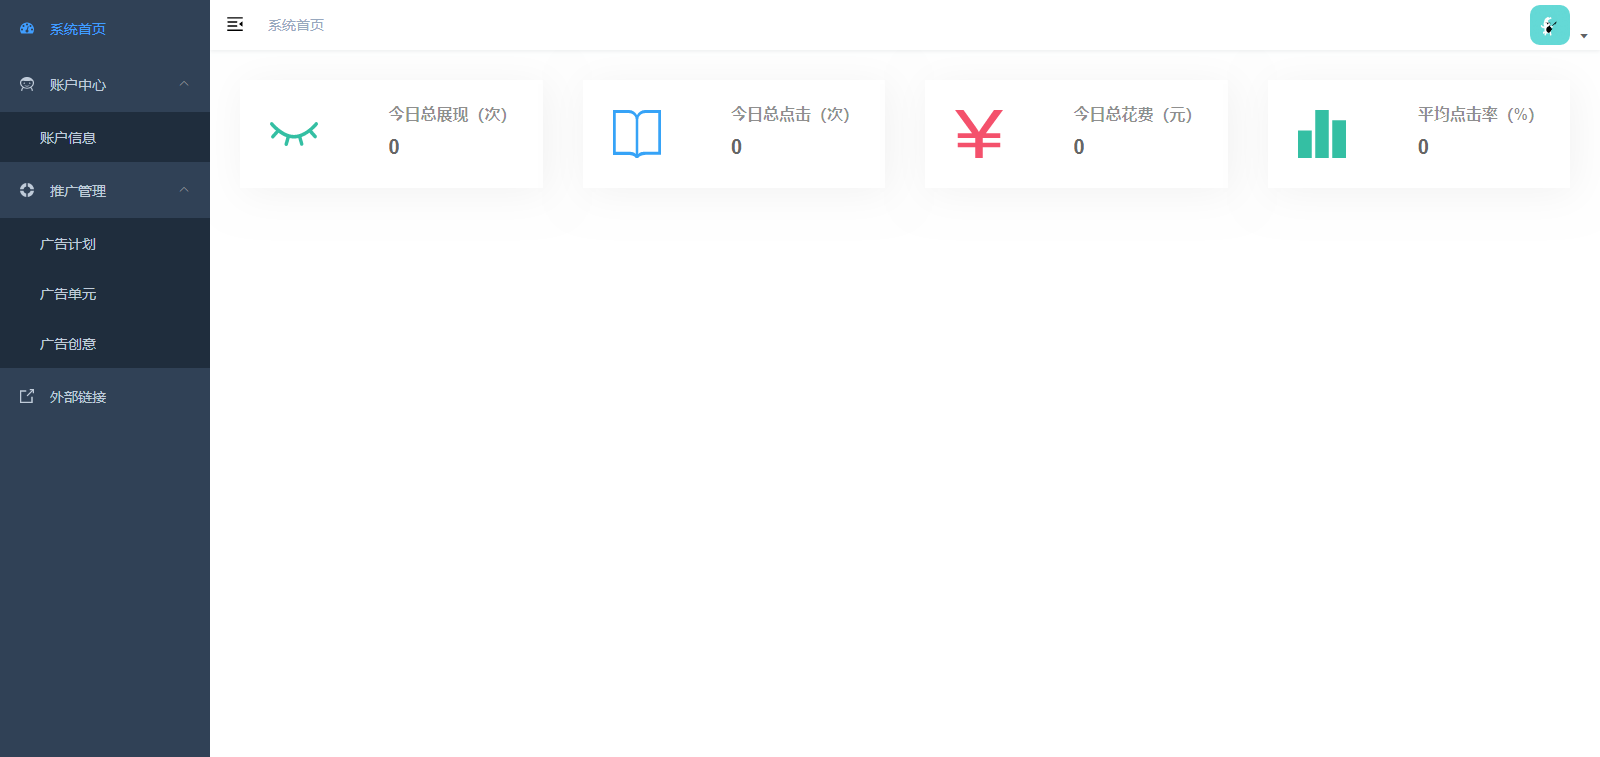 系统首页
账户中心
账户信息
推广管理
广告计划
广告单元
广告创意
外部链接
系统首页
今日总展现（次）
0
今日总点击（次）
0
¥
今日总花费（元）
0
平均点击率（%）
0